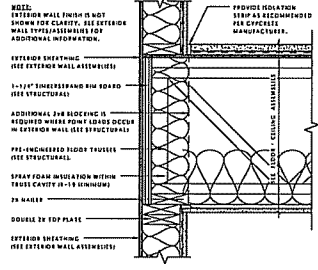 NOTE:
EXTERIOR WALL FINISH IS NOT
SHOWN FOR CLARITY. SEE EXTERIOR
WALL TYPES/ASSEMBLIES FOR
ADDITIONAL INFORMATION.
PROVIDE ISOLATION
STRIP AS RECOMMENDED
PER GYPCRETE
MANUFACTURER.
EXTERIOR SHEATHING
(SEE EXTERIOR WALL ASSEMBLIES)
1-1/4" TIMBERSTRAND RIM BOARD
(SEE STRUCTURAL)
ADDITIONAL 2x8 BLOCKING IS
REQUIRED WHERE POINT LOADS OCCUR
IN EXTERIOR WALL (SEE STRUCTURAL)
PRE-ENGINEERED FLOOR TRUSSES
(SEE STRUCTURAL).
SPRAY FOAM INSULATION WITHIN
TRUSS CAVITY (R-19 MINIMUM)
2X NAILER
DOUBLE 2X TOP PLATE
EXTERIOR SHEATHING
(SEE EXTERIOR WALL ASSEMBLIES)
SEE FLOOR / CEILING ASSEMBLIES